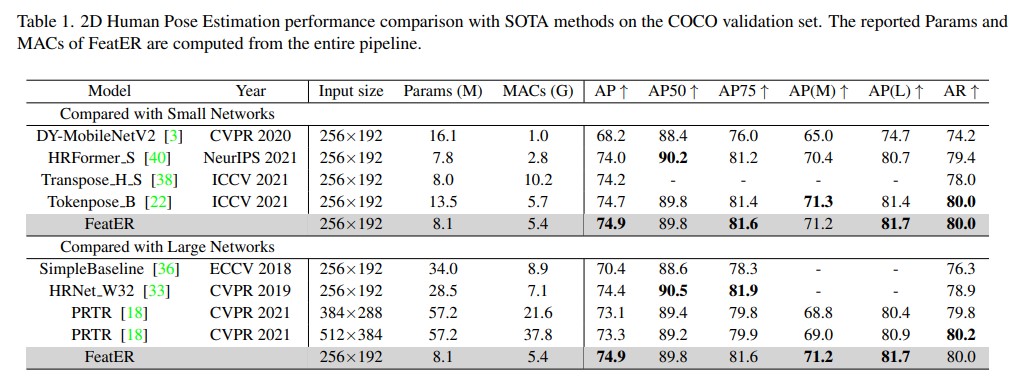 Table 1. 2D Human Pose Estimation performance comparison with SOTA methods on the COCO validation set. The reported Params and
MACs of FeatER are computed from the entire pipeline.
Model Year Input size Params (M) MACs (G) AP ↑ AP50 ↑ AP75 ↑ AP(M) ↑ AP(L) ↑ AR ↑
Compared with Small Networks
DY-MobileNetV2 [3] CVPR 2020 256×192 16.1 1.0 68.2 88.4 76.0 65.0 74.7 74.2
HRFormer_S [40] NeurIPS 2021 256×192 7.8 2.8 74.0 90.2 81.2 70.4 80.7 79.4
Transpose_H_S [38] ICCV 2021 256×192 8.0 10.2 74.2 - - - - 78.0
Tokenpose_B [22] ICCV 2021 256×192 13.5 5.7 74.7 89.8 81.4 71.3 81.4 80.0
FeatER 256×192 8.1 5.4 74.9 89.8 81.6 71.2 81.7 80.0
Compared with Large Networks
SimpleBaseline [36] ECCV 2018 256×192 34.0 8.9 70.4 88.6 78.3 - - 76.3
HRNet_W32 [33] CVPR 2019 256×192 28.5 7.1 74.4 90.5 81.9 - - 78.9
PRTR [18] CVPR 2021 384×288 57.2 21.6 73.1 89.4 79.8 68.8 80.4 79.8
PRTR [18] CVPR 2021 512×384 57.2 37.8 73.3 89.2 79.9 69.0 80.9 80.2
FeatER 256×192 8.1 5.4 74.9 89.8 81.6 71.2 81.7 80.0